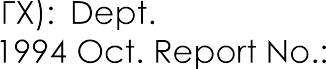 ГХ): Dept.
1994 Oct. Report No.: